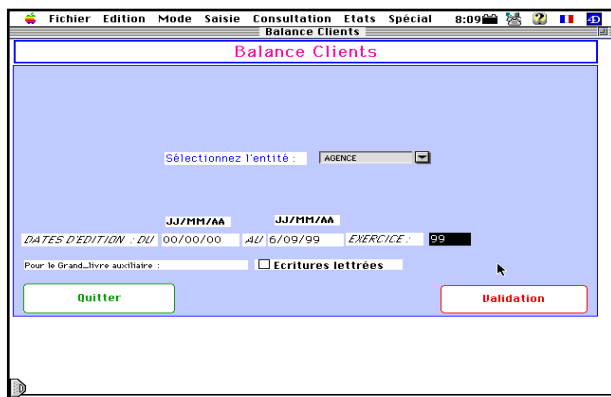 Fichier Edition Mode Saisie Consultation Etats Spécial 8:09
Balance Clients
Balance Clients
Sélectionnez l'entité : AGENCE
JJ/MM/AA JJ/MM/AA
DATES D'EDITION : DU 00/00/00 AU 6/09/99 EXERCICE : 99
Pour le Grand_livre auxiliaire : Ecritures lettrées
Quitter Validation